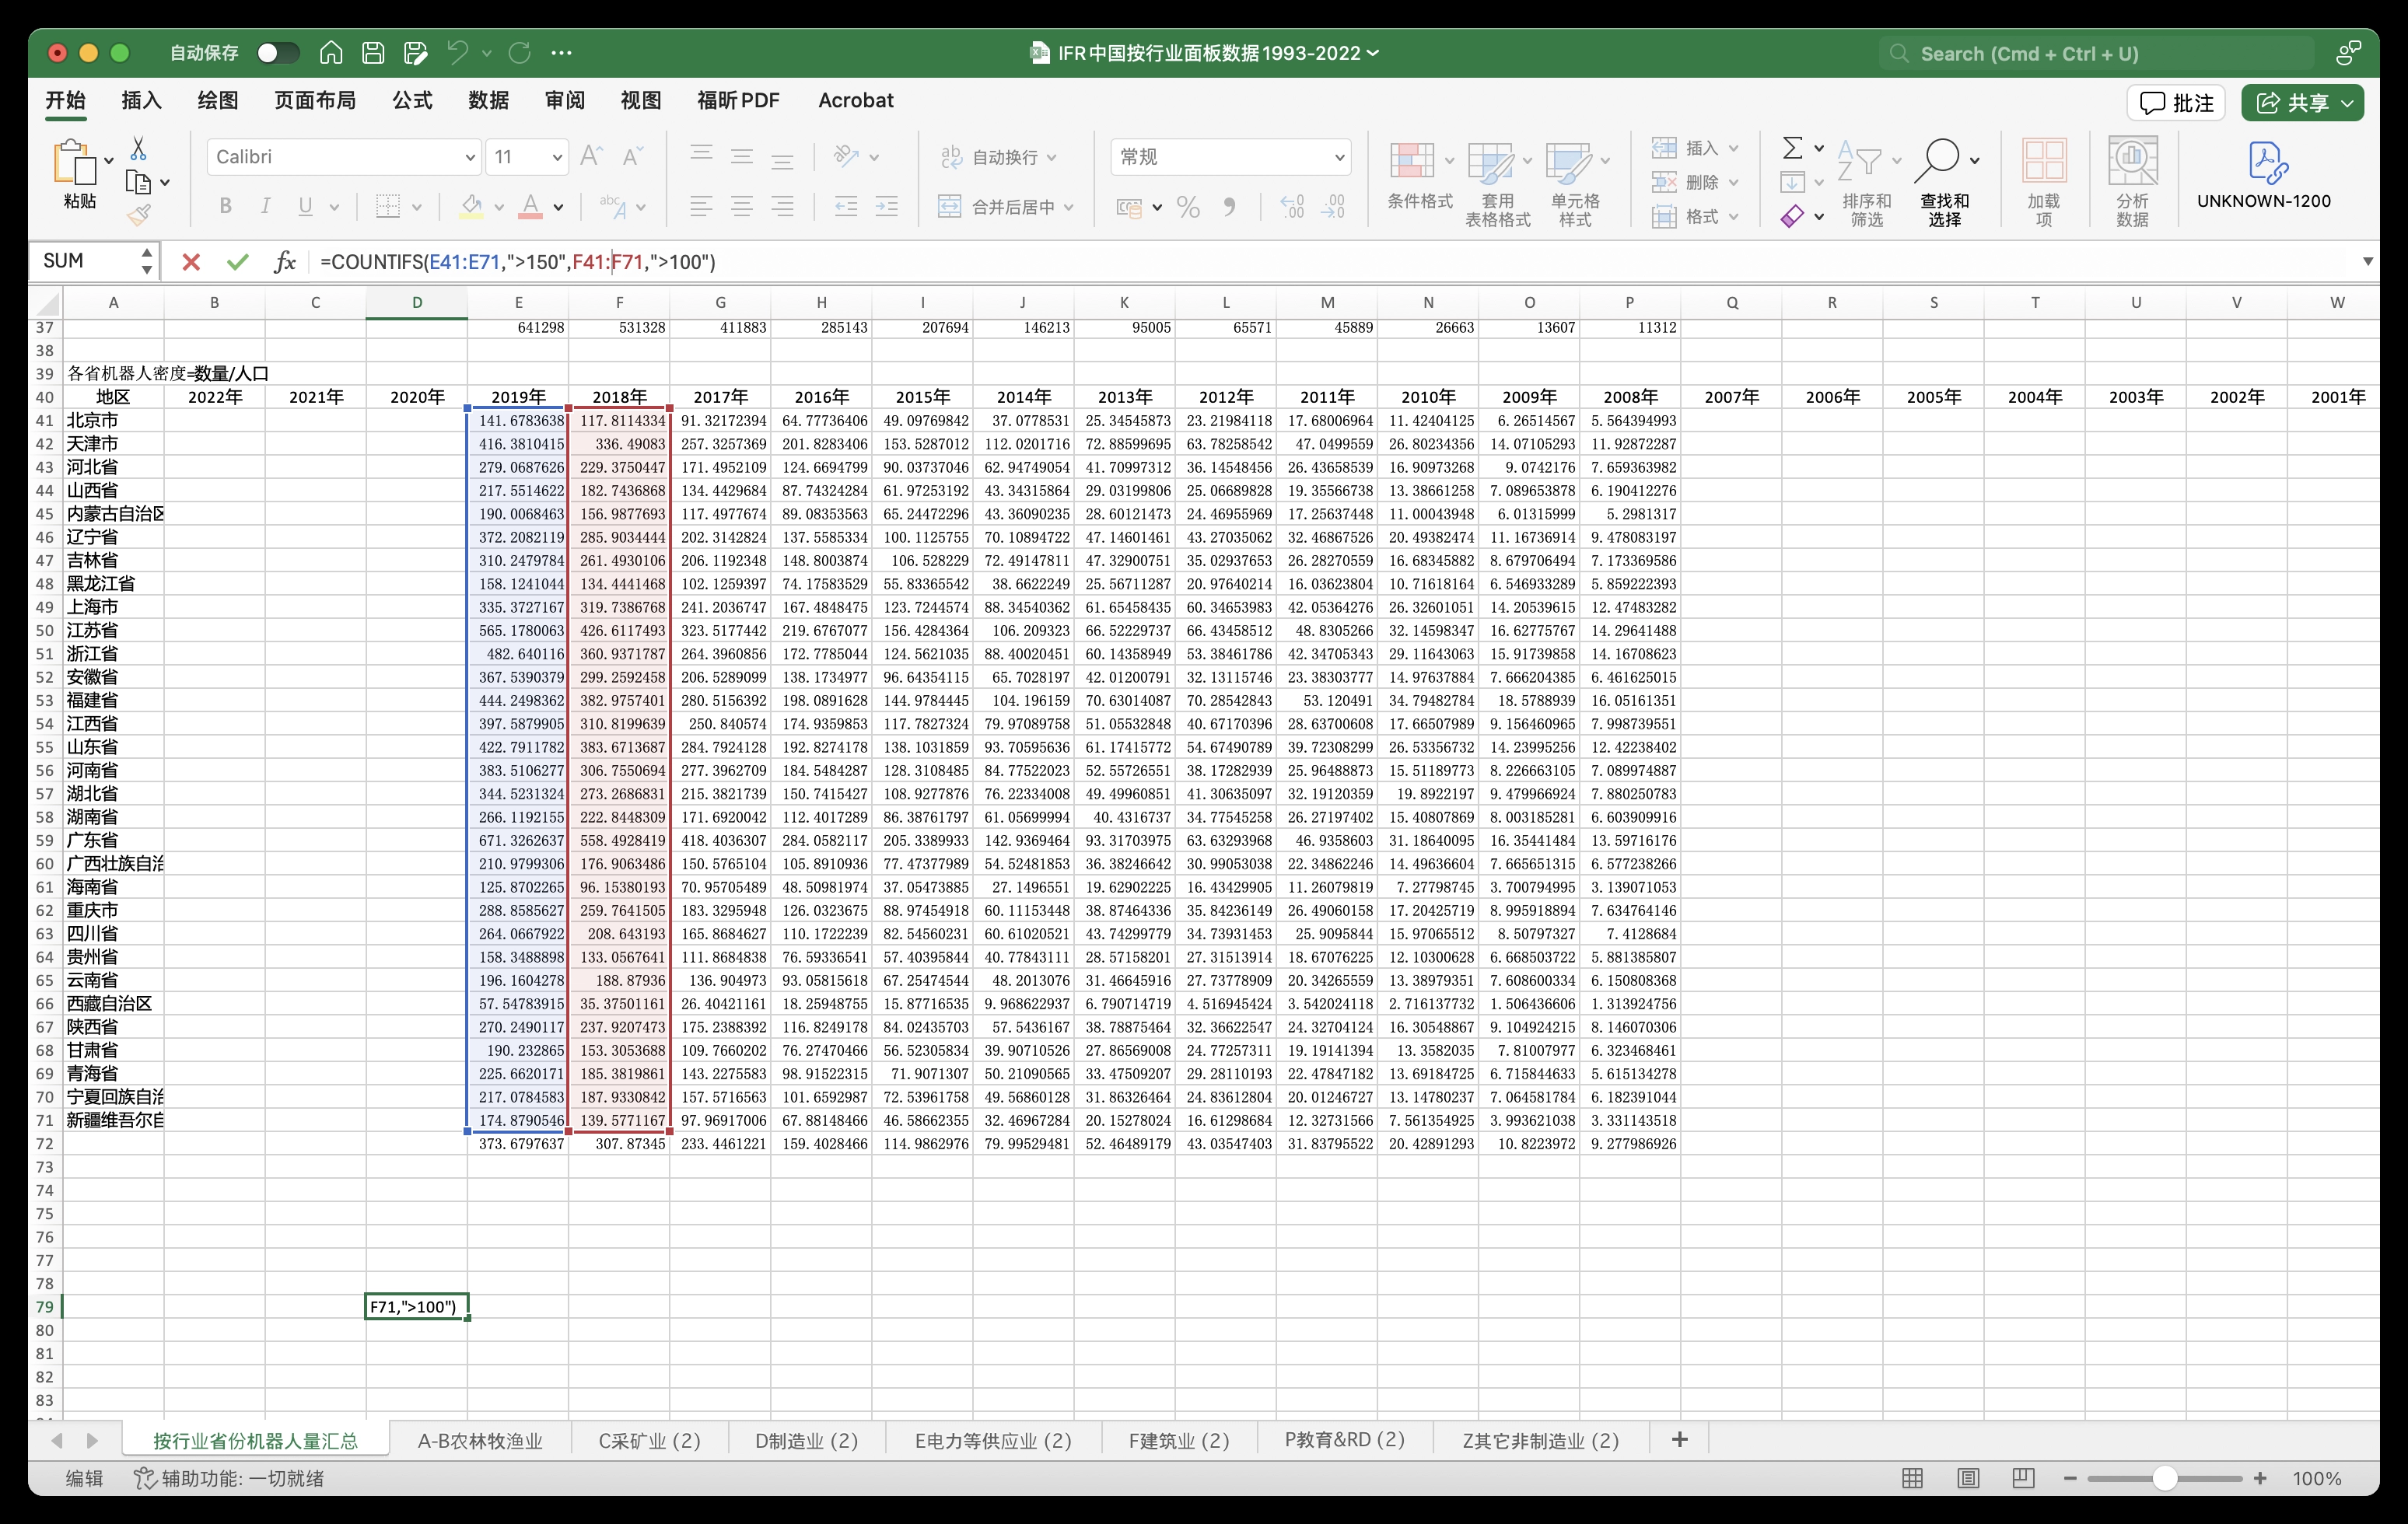 自动保存
IFR中国按行业面板数据1993-2022
Search (Cmd + Ctrl + U)
开始 插入 绘图 页面布局 公式 数据 审阅 视图 福昕PDF Acrobat 批注 共享
粘贴 Calibri 11 自动换行 合并后居中 常规 条件格式 套用表格格式 单元格样式 插入 删除 格式 排序和筛选 查找和选择 加载项 分析数据 UNKNOWN-1200
SUM fx =COUNTIFS(E41:E71,">150",F41:F71,">100")
A B C D E F G H I J K L M N O P Q R S T U V W
37 641298 531328 411883 285143 207694 146213 95005 65571 45889 26663 13607 11312
38
39 各省机器人密度=数量/人口
40 地区 2022年 2021年 2020年 2019年 2018年 2017年 2016年 2015年 2014年 2013年 2012年 2011年 2010年 2009年 2008年 2007年 2006年 2005年 2004年 2003年 2002年 2001年
41 北京市 141.6783638 117.8114334 91.32172394 64.77736406 49.09769842 37.0778531 25.34545873 23.21984118 17.68006964 11.42404125 6.26514567 5.564394993
42 天津市 416.3810415 336.49083 257.3257369 201.8283406 153.5287012 112.0201716 72.88599695 63.78258542 47.0499559 26.80234356 14.07105293 11.92872287
43 河北省 279.0687626 229.3750447 171.4952109 124.6694799 90.03737046 62.94749054 41.70997312 36.14548456 26.43658539 16.90973268 9.0742176 7.659363982
44 山西省 217.5514622 182.7436868 134.4429684 87.74324284 61.97253192 43.34315864 29.03199806 25.06689828 19.35566738 13.38661258 7.089653878 6.190412276
45 内蒙古自治区 190.0068463 156.9877693 117.4977674 89.08353563 65.24472296 43.36090235 28.60121473 24.46955969 17.25637448 11.00043948 6.01315999 5.2981317
46 辽宁省 372.2082119 285.9034444 202.3142824 137.5585334 100.1125755 70.10894722 47.14601461 43.27035062 32.46867526 20.49382474 11.16736914 9.478083197
47 吉林省 310.2479784 261.4930106 206.1192348 148.8003874 106.528229 72.49147811 47.32900751 35.02937653 26.28270559 16.68345882 8.679706494 7.173369586
48 黑龙江省 158.1241044 134.4441468 102.1259397 74.17583529 55.83365542 38.6622249 25.56711287 20.97640214 16.03623804 10.71618164 6.546933289 5.859222393
49 上海市 335.3727167 319.7386768 241.2036747 167.4848475 123.7244574 88.34540362 61.65458435 60.34653983 42.05364276 26.32601051 14.20539615 12.47483282
50 江苏省 565.1780063 426.6117493 323.5177442 219.6767077 156.4284364 106.209323 66.52229737 66.43458512 48.8305266 32.14598347 16.62775767 14.29641488
51 浙江省 482.640116 360.9371787 264.3960856 172.7785044 124.5621035 88.40020451 60.14358949 53.38461786 42.34705343 29.11643063 15.91739858 14.16708623
52 安徽省 367.5390379 299.2592458 206.5289099 138.1734977 96.64354115 65.7028197 42.01200791 32.13115746 23.38303777 14.97637884 7.666204385 6.461625015
53 福建省 444.2498362 382.9757401 280.5156392 198.0891628 144.9784445 104.196159 70.63014087 70.28542843 53.120491 34.79482784 18.5788939 16.05161351
54 江西省 397.5879905 310.8199639 250.840574 174.9359853 117.7827324 79.97089758 51.05532848 40.67170396 28.63700608 17.66507989 9.156460965 7.998739551
55 山东省 422.7911782 383.6713687 284.7924128 192.8274178 138.1031859 93.70595636 61.17415772 54.67490789 39.72308299 26.53356732 14.23995256 12.42238402
56 河南省 383.5106277 306.7550694 277.3962709 184.5484287 128.3108485 84.77522023 52.55726551 38.17282939 25.96488873 15.51189773 8.226663105 7.089974887
57 湖北省 344.5231324 273.2686831 215.3821739 150.7415427 108.9277876 76.22334008 49.49960851 41.30635097 32.19120359 19.8922197 9.479966924 7.880250783
58 湖南省 266.1192155 222.8448309 171.6920042 112.4017289 86.38761797 61.05699994 40.4316737 34.77545258 26.27197402 15.40807869 8.003185281 6.603909916
59 广东省 671.3262637 558.4928419 418.4036307 284.0582117 205.3389933 142.9369464 93.31703975 63.63293968 46.9358603 31.18640095 16.35441484 13.59716176
60 广西壮族自治 210.9799306 176.9063486 150.5765104 105.8910936 77.47377989 54.52481853 36.38246642 30.99053038 22.34862246 14.49636604 7.665651315 6.577238266
61 海南省 125.8702265 96.15380193 70.95705489 48.50981974 37.05473885 27.1496551 19.62902225 16.43429905 11.26079819 7.27798745 3.700794995 3.139071053
62 重庆市 288.8585627 259.7641505 183.3295948 126.0323675 88.97454918 60.11153448 38.87464336 35.84236149 26.49060158 17.20425719 8.995918894 7.634764146
63 四川省 264.0667922 208.643193 165.8684627 110.1722239 82.54560231 60.61020521 43.74299779 34.73931453 25.9095844 15.97065512 8.50797327 7.4128684
64 贵州省 158.3488898 133.0567641 111.8684838 76.59336541 57.40395844 40.77843111 28.57158201 27.31513914 18.67076225 12.10300628 6.668503722 5.881385807
65 云南省 196.1604278 188.87936 136.904973 93.05815618 67.25474544 48.2013076 31.46645916 27.73778909 20.34265559 13.38979351 7.608600334 6.150808368
66 西藏自治区 57.54783915 35.37501161 26.40421161 18.25948755 15.87716535 9.968622937 6.790714719 4.516945424 3.542024118 2.716137732 1.506436606 1.313924756
67 陕西省 270.2490117 237.9207473 175.2388392 116.8249178 84.02435703 57.5436167 38.78875464 32.36622547 24.32704124 16.30548867 9.104924215 8.146070306
68 甘肃省 190.232865 153.3053688 109.7660202 76.27470466 56.52305834 39.90710526 27.86569008 24.77257311 19.19141394 13.3582035 7.81007977 6.323468461
69 青海省 225.6620171 185.3819861 143.2275583 98.91522315 71.9071307 50.21090565 33.47509207 29.28110193 22.47847182 13.69184725 6.715844633 5.615134278
70 宁夏回族自治 217.0784583 187.9330842 157.5716563 101.6592987 72.53961758 49.56860128 31.86326464 24.83612804 20.01246727 13.14780237 7.064581784 6.182391044
71 新疆维吾尔自 174.8790546 139.5771167 97.96917006 67.88148466 46.58662355 32.46967284 20.15278024 16.61298684 12.32731566 7.561354925 3.993621038 3.331143518
72 373.6797637 307.87345 233.4461221 159.4028466 114.9862976 79.99529481 52.46489179 43.03547403 31.83795522 20.42891293 10.8223972 9.277986926
73
74
75
76
77
78
79 F71,">100")
80
81
82
83
按行业省份机器人量汇总 A-B农林牧渔业 C采矿业 (2) D制造业 (2) E电力等供应业 (2) F建筑业 (2) P教育&RD (2) Z其它非制造业 (2) +
编辑 辅助功能: 一切就绪 100%